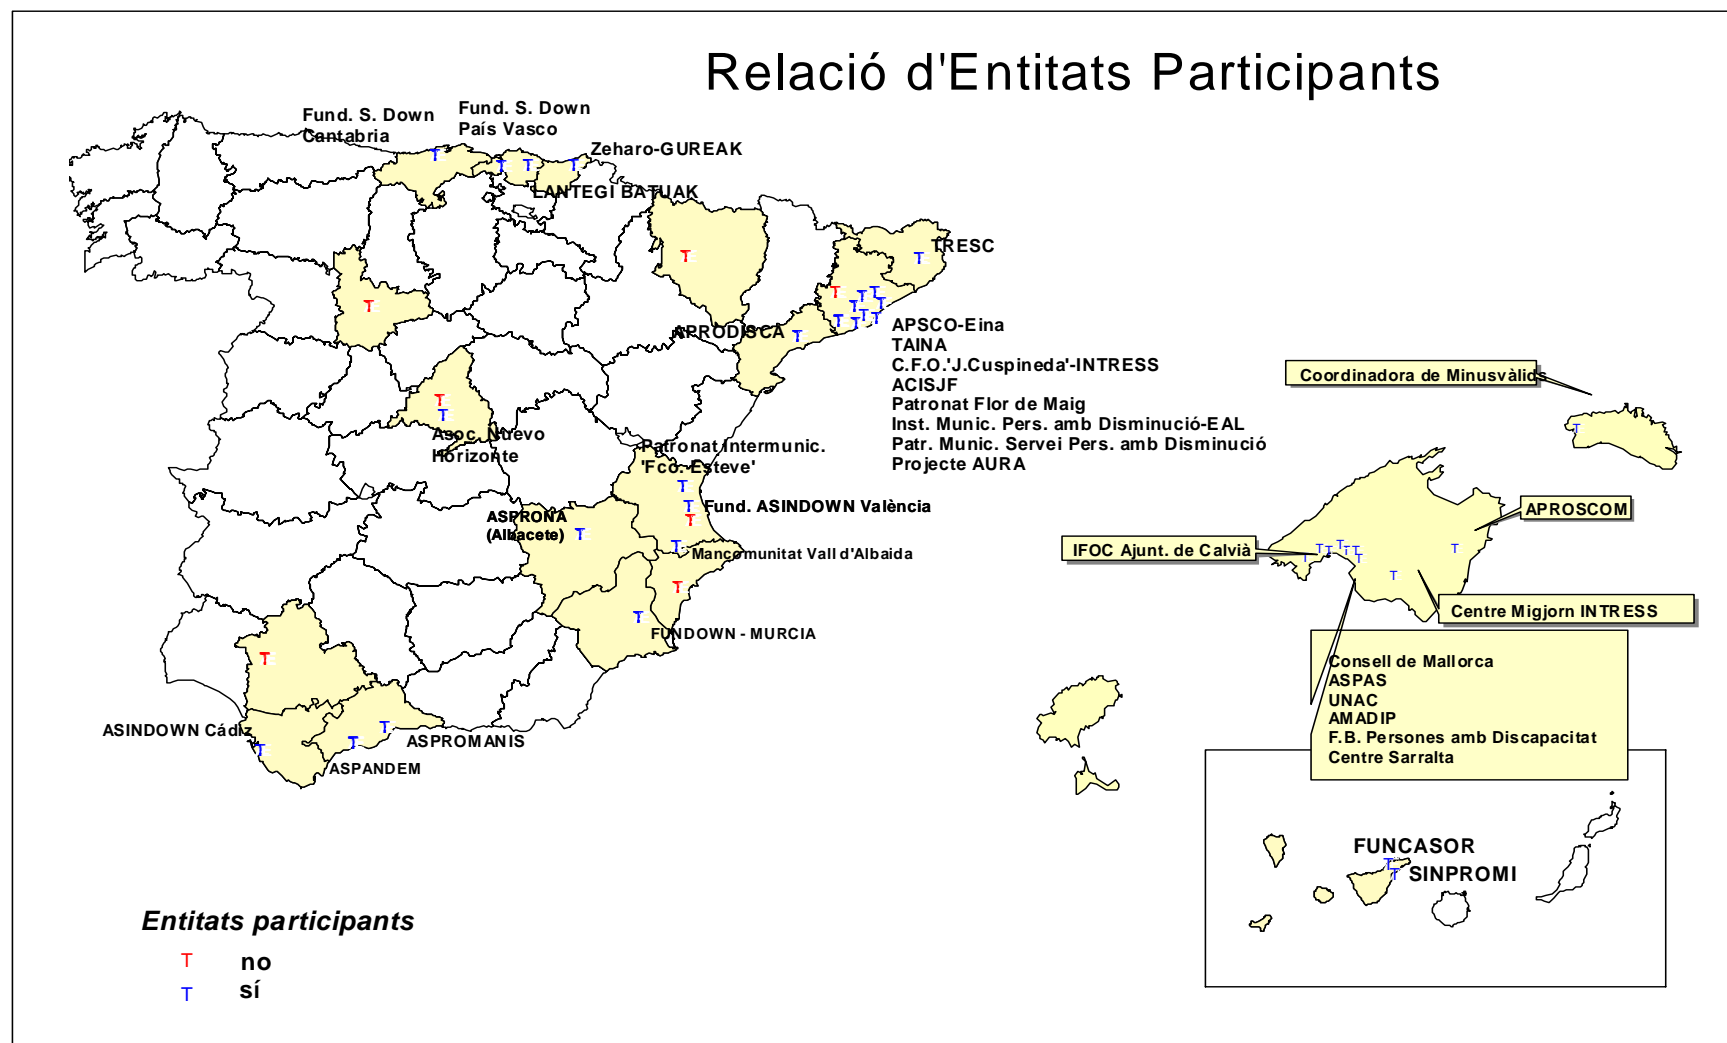 Relació d'Entitats Participants
Fund. S. Down
Cantabria
Fund. S. Down
País Vasco
Zeharo-GUREAK
LANTEGI BATUAK
TRESC
APRODISCA
APSCO-Eina
TAINA
C.F.O.'J.Cuspineda'-INTRESS
ACISJF
Patronat Flor de Maig
Inst. Munic. Pers. amb Disminució-EAL
Patr. Munic. Servei Pers. amb Disminució
Projecte AURA
Coordinadora de Minusvàlids
Asoc. Nuevo
Horizonte
Patronat Intermunic.
'Fco. Esteve'
Fund. ASINDOWN València
ASPRONA
(Albacete)
Mancomunitat Vall d'Albaida
APROSCOM
IFOC Ajunt. de Calvià
Centre Migjorn INTRESS
FUNDOWN - MURCIA
Consell de Mallorca
ASPAS
UNAC
AMADIP
F.B. Persones amb Discapacitat
Centre Sarralta
ASINDOWN Cádiz
ASPROMANIS
ASPANDEM
FUNCASOR
SINPROMI
Entitats participants
T no
T sí